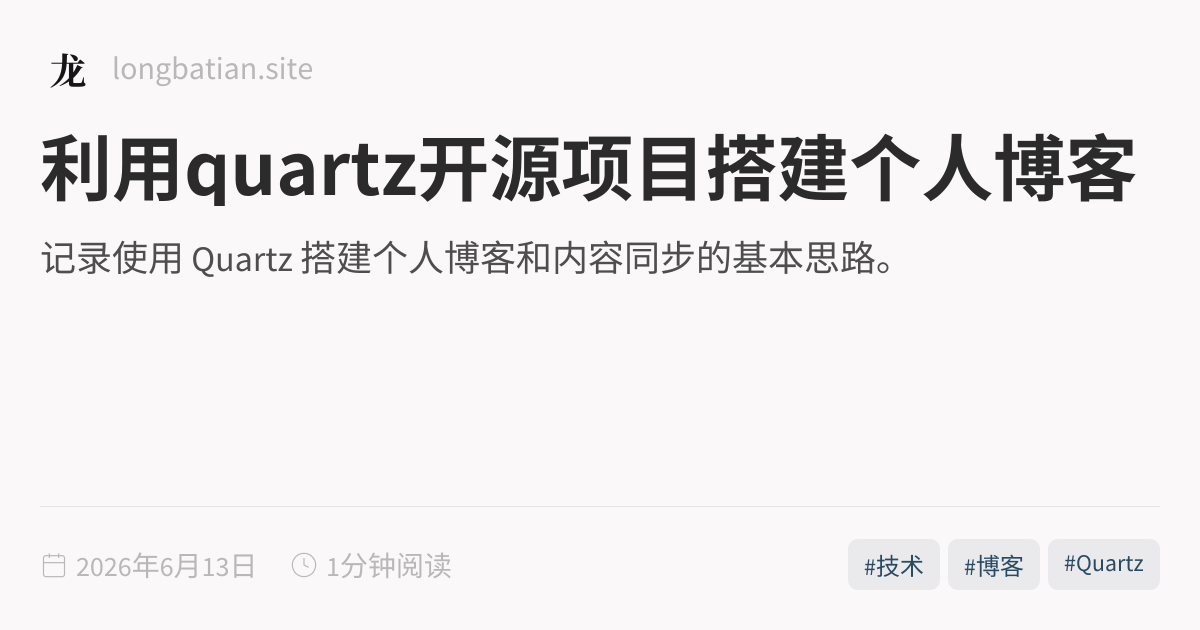 龙 longbatian.site
利用quartz开源项目搭建个人博客
记录使用 Quartz 搭建个人博客和内容同步的基本思路。
2026年6月13日 1分钟阅读 #技术 #博客 #Quartz